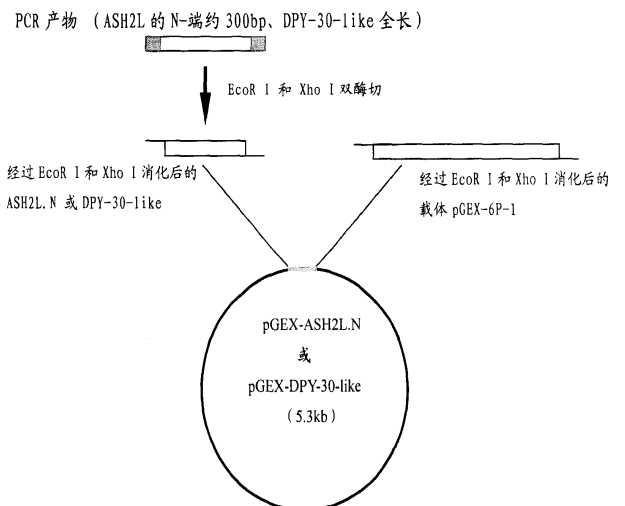 PCR 产物 （ASH2L 的 N-端约 300bp、DPY-30-like 全长）
EcoR I 和 Xho I 双酶切
经过 EcoR I 和 Xho I 消化后的
ASH2L.N 或 DPY-30-like
经过 EcoR I 和 Xho I 消化后的
载体 pGEX-6P-1
pGEX-ASH2L.N
或
pGEX-DPY-30-like
（5.3kb）